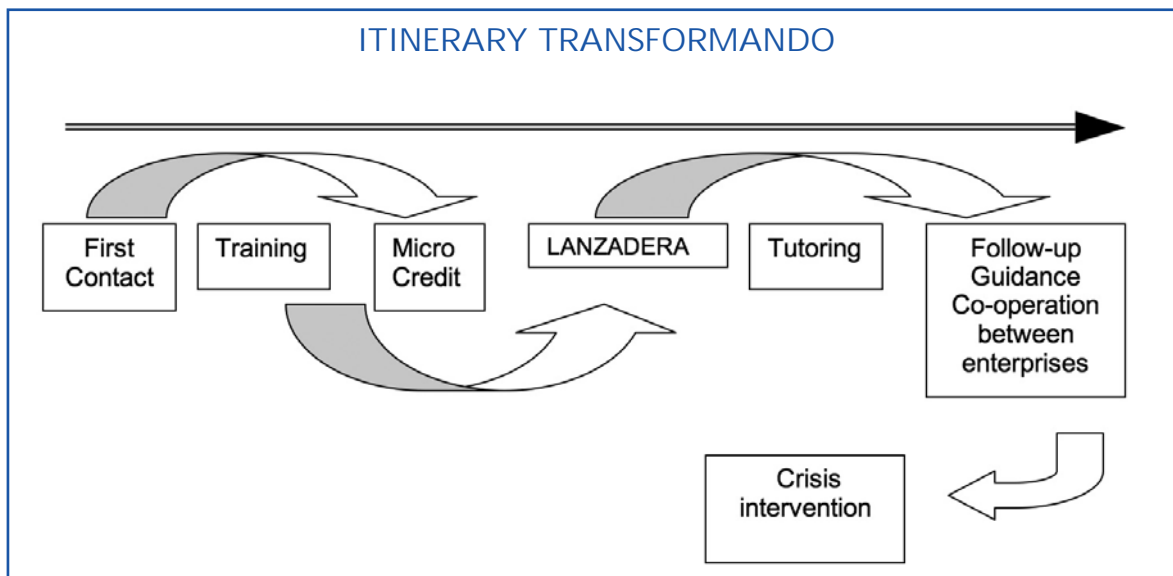 ITINERARY TRANSFORMANDO
First
Contact
Training
Micro
Credit
LANZADERA
Tutoring
Follow-up
Guidance
Co-operation
between
enterprises
Crisis
intervention